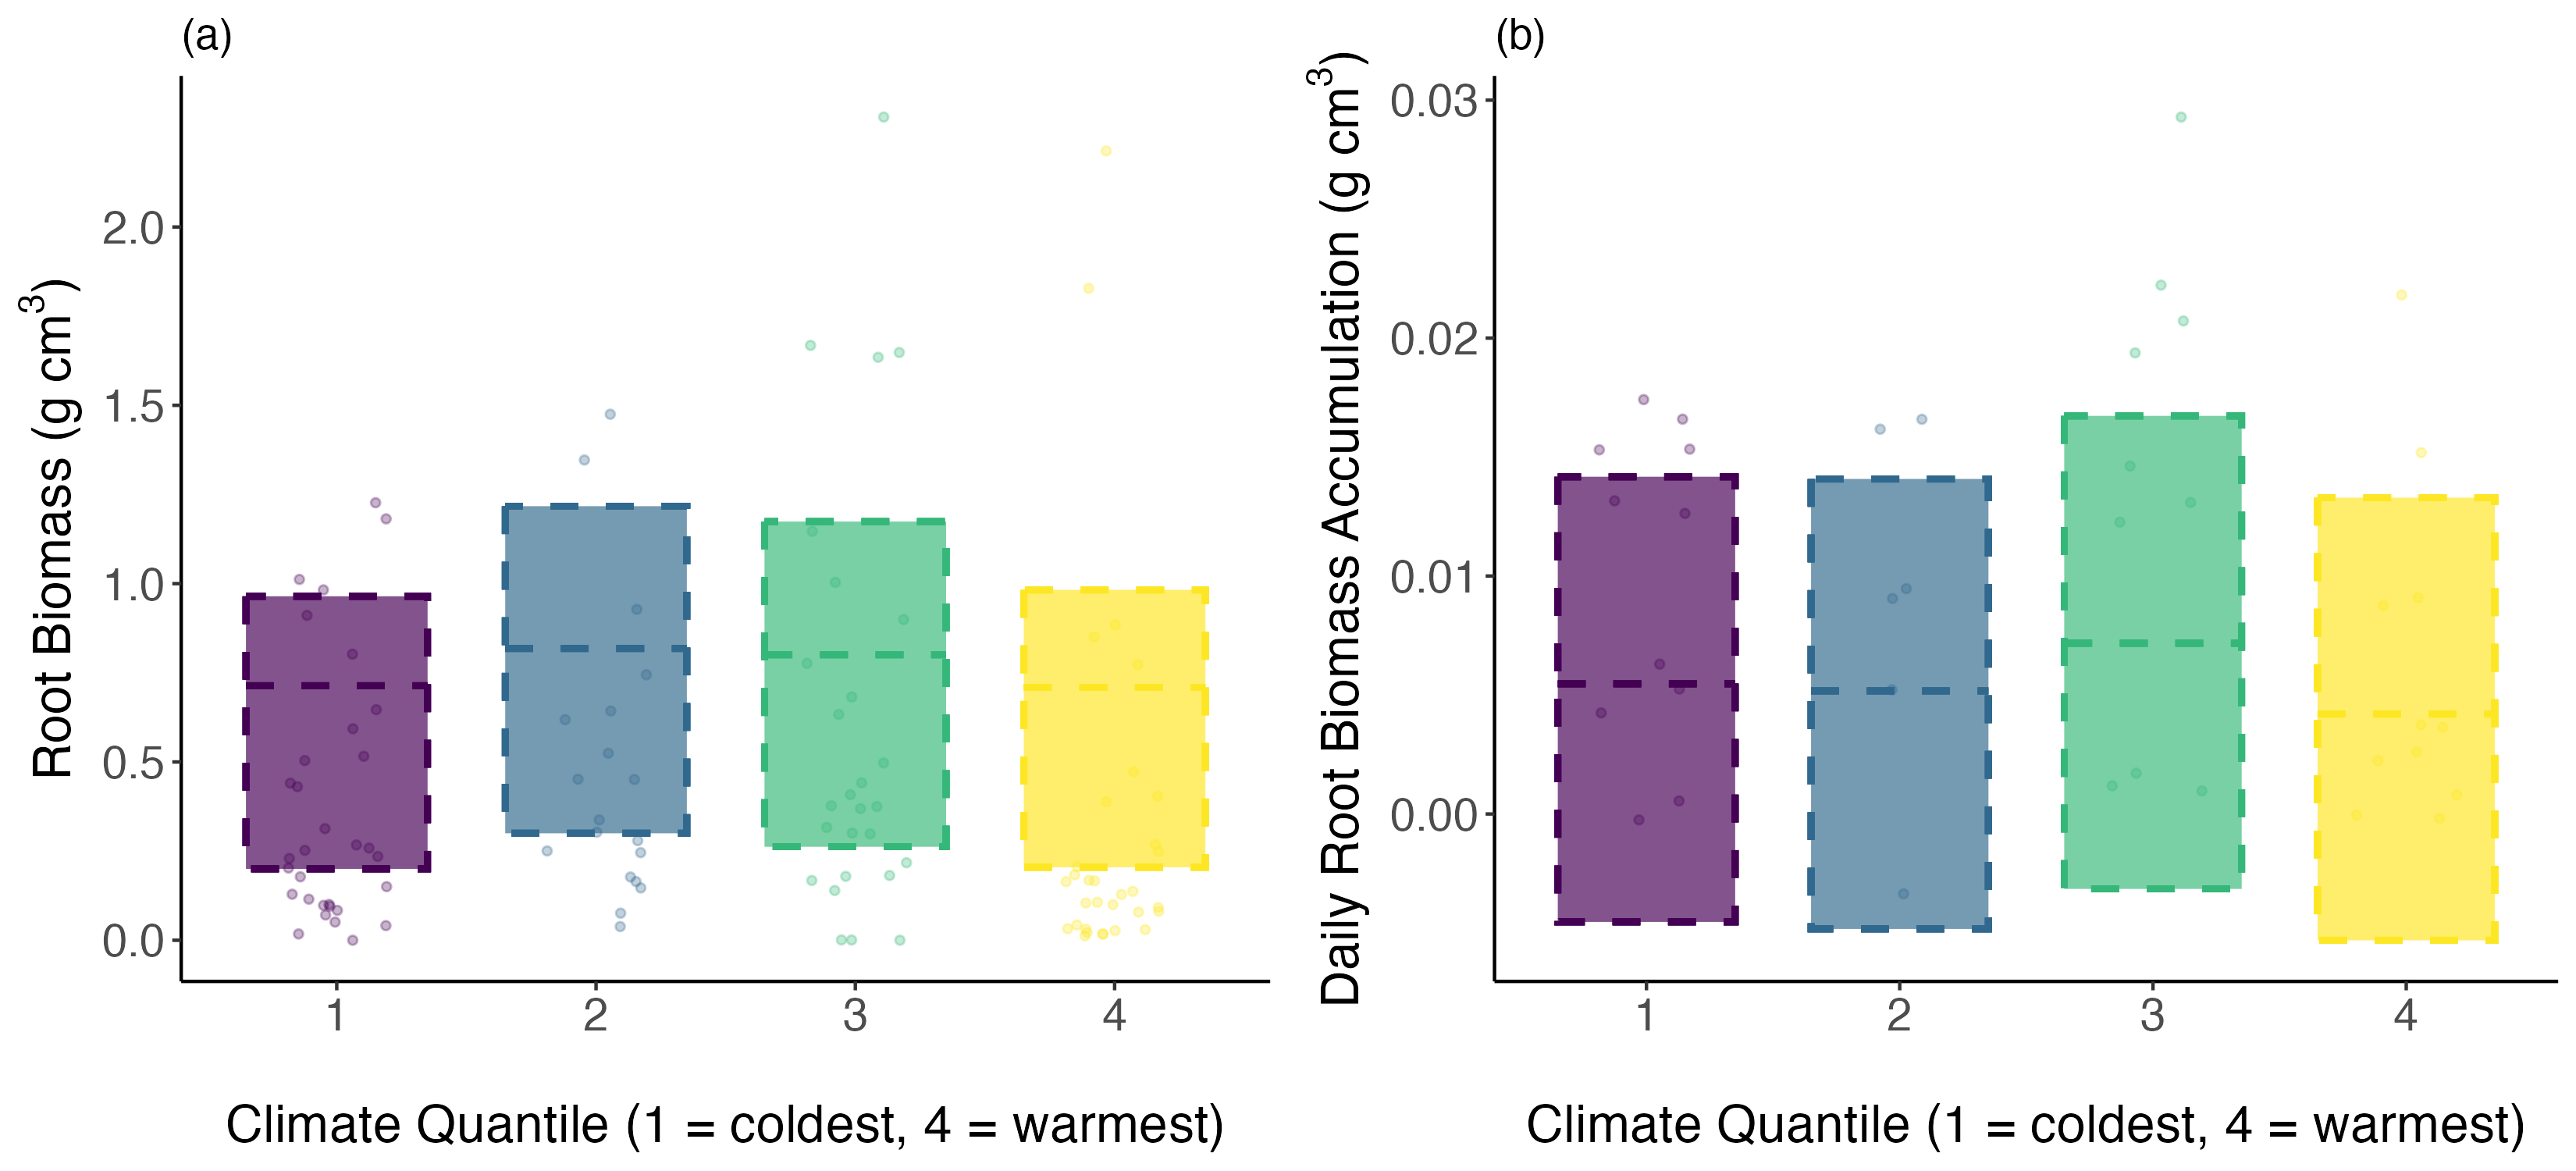 (a)
Root Biomass (g cm³)
2.0
1.5
1.0
0.5
0.0
1 2 3 4
Climate Quantile (1 = coldest, 4 = warmest)
(b)
Daily Root Biomass Accumulation (g cm³)
0.03
0.02
0.01
0.00
1 2 3 4
Climate Quantile (1 = coldest, 4 = warmest)